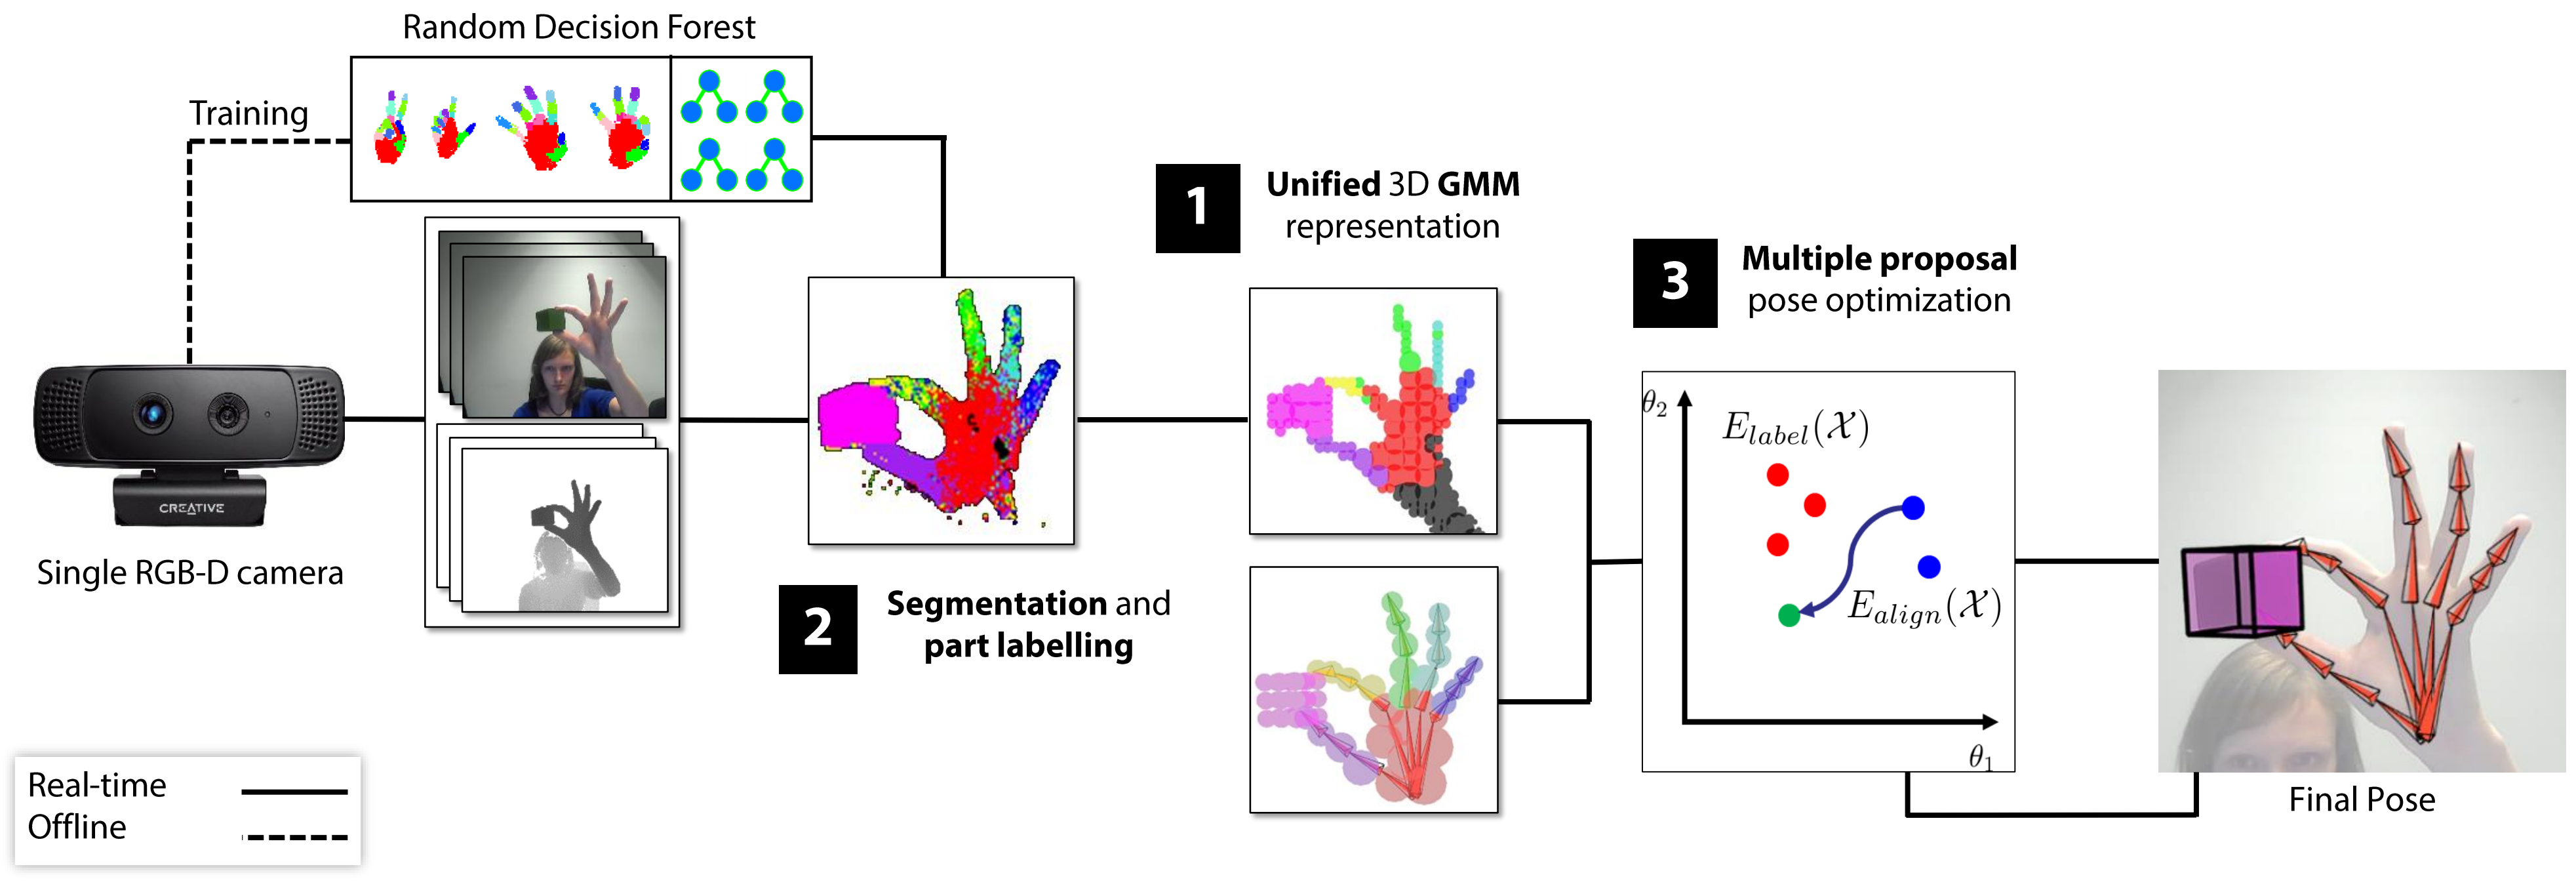 Random Decision Forest
Training
1
Unified 3D GMM
representation
3
Multiple proposal
pose optimization
θ₂
E_label(𝒳)
CREATIVE
Single RGB-D camera
2
Segmentation and
part labelling
E_align(𝒳)
θ₁
Final Pose
Real-time
Offline